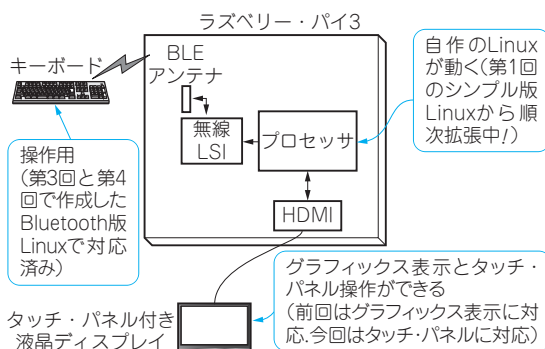 ラズベリー・パイ3
キーボード
BLE
アンテナ
無線
LSI
プロセッサ
HDMI
自作のLinux
が動く(第1回
のシンプル版
Linuxから順
次拡張中!)
操作用
(第3回と第4
回で作成した
Bluetooth版
Linuxで対応
済み)
タッチ・パネル付き
液晶ディスプレイ
グラフィックス表示とタッチ・
パネル操作ができる
(前回はグラフィックス表示に対
応.今回はタッチ・パネルに対応)